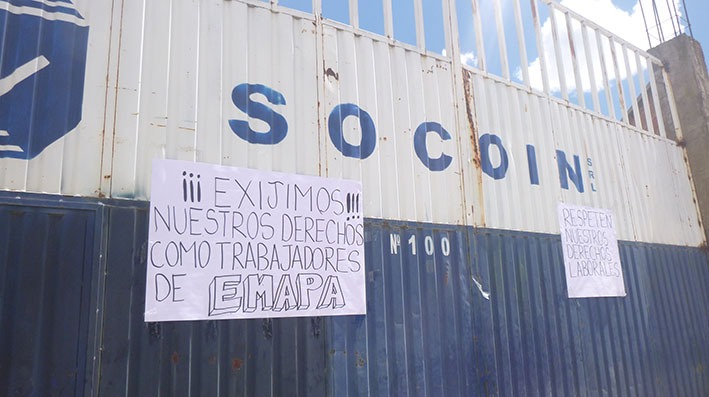 SOCOIN
SRL
¡¡¡ EXIJIMOS !!!
NUESTROS DERECHOS
COMO TRABAJADORES
DE EMAPA
Nº 100
RESPETEN
NUESTROS
DERECHOS
LABORALES